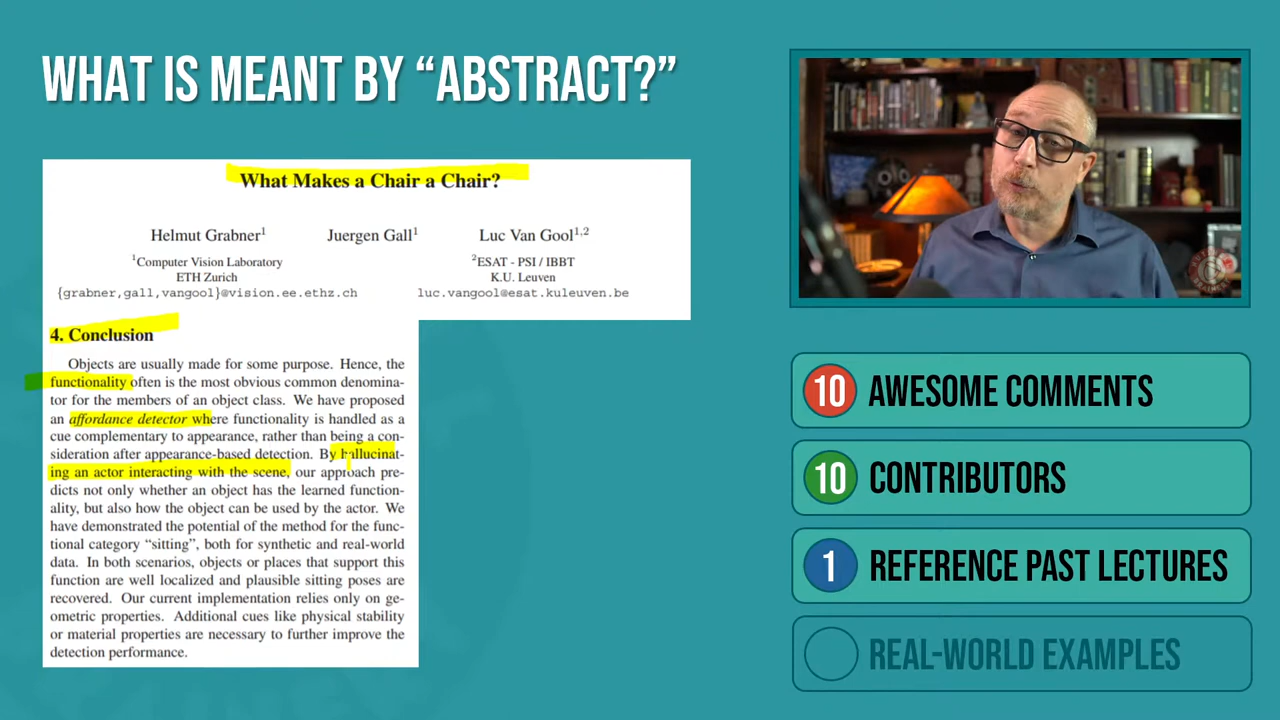 WHAT IS MEANT BY “ABSTRACT?”
What Makes a Chair a Chair?
Helmut Grabner¹ Juergen Gall¹ Luc Van Gool¹,²
¹Computer Vision Laboratory
ETH Zurich
{grabner,gall,vangool}@vision.ee.ethz.ch
²ESAT - PSI / IBBT
K.U. Leuven
luc.vangool@esat.kuleuven.be
4. Conclusion
Objects are usually made for some purpose. Hence, the
functionality often is the most obvious common denomina-
tor for the members of an object class. We have proposed
an affordance detector where functionality is handled as a
cue complementary to appearance, rather than being a con-
sideration after appearance-based detection. By hallucinat-
ing an actor interacting with the scene, our approach pre-
dicts not only whether an object has the learned function-
ality, but also how the object can be used by the actor. We
have demonstrated the potential of the method for the func-
tional category “sitting”, both for synthetic and real-world
data. In both scenarios, objects or places that support this
function are well localized and plausible sitting poses are
recovered. Our current implementation relies only on ge-
ometric properties. Additional cues like physical stability
or material properties are necessary to further improve the
detection performance.
10 AWESOME COMMENTS
10 CONTRIBUTORS
1 REFERENCE PAST LECTURES
REAL-WORLD EXAMPLES